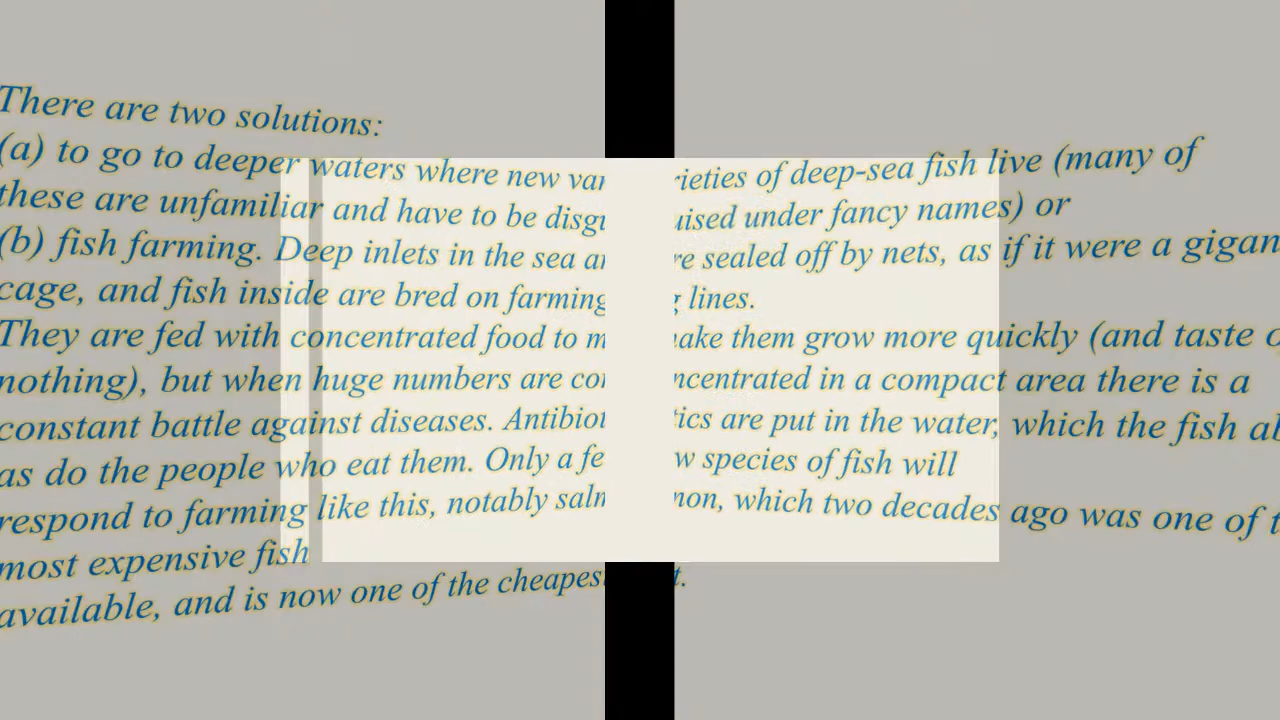 There are two solutions:
(a) to go to deeper waters where new varieties of deep-sea fish live (many of
these are unfamiliar and have to be disguised under fancy names) or
(b) fish farming. Deep inlets in the sea are sealed off by nets, as if it were a gigan
cage, and fish inside are bred on farming lines.
They are fed with concentrated food to make them grow more quickly (and taste o
nothing), but when huge numbers are concentrated in a compact area there is a
constant battle against diseases. Antibiotics are put in the water, which the fish ab
as do the people who eat them. Only a few species of fish will
respond to farming like this, notably salmon, which two decades ago was one of t
most expensive fish
available, and is now one of the cheapest.